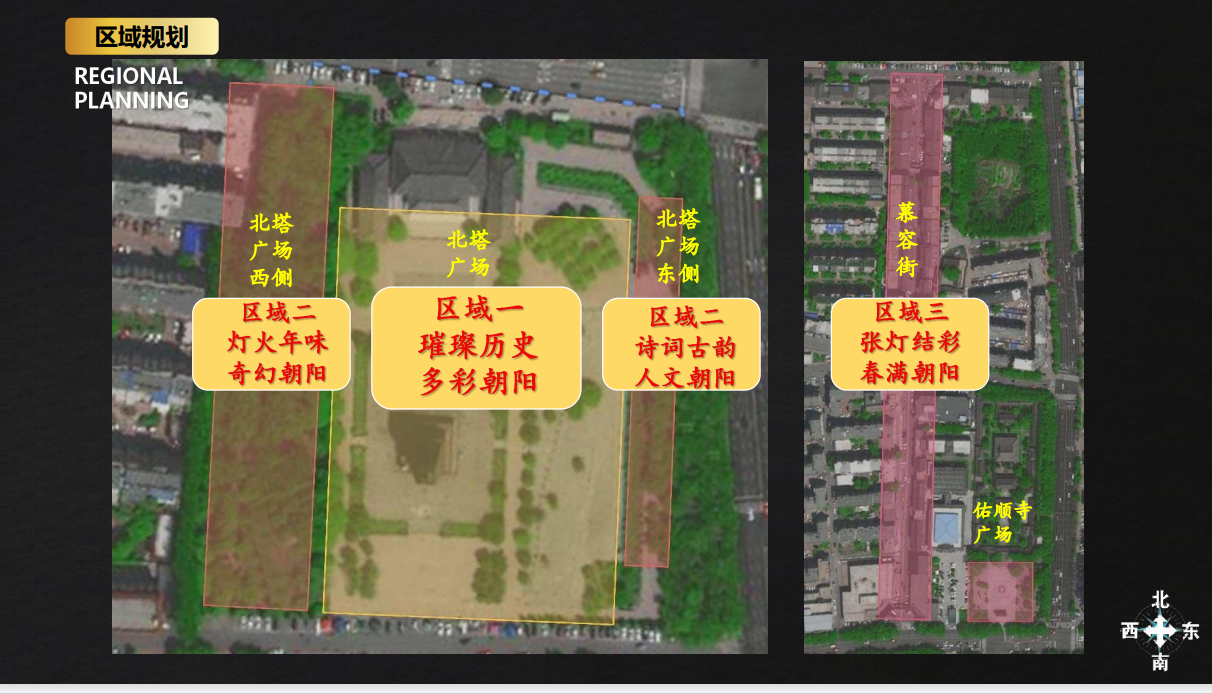 区域规划
REGIONAL
PLANNING
北塔
广场
西侧
区域二
灯火年味
奇幻朝阳
北塔
广场
区域一
璀璨历史
多彩朝阳
北塔
广场
东侧
区域二
诗词古韵
人文朝阳
慕
容
街
区域三
张灯结彩
春满朝阳
佑顺寺
广场
北
西
东
南